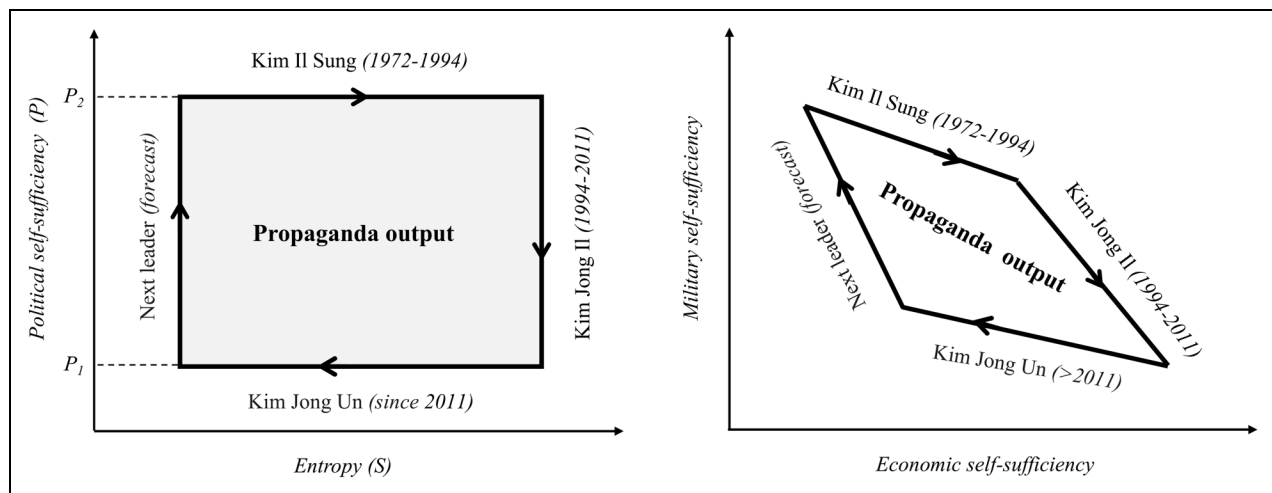 Kim Il Sung (1972-1994)
Political self-sufficiency (P)
P2
Next leader (forecast)
Propaganda output
Kim Jong Il (1994-2011)
P1
Kim Jong Un (since 2011)
Entropy (S)
Military self-sufficiency
Kim Il Sung (1972-1994)
Next leader (forecast)
Propaganda output
Kim Jong Il (1994-2011)
Kim Jong Un (>2011)
Economic self-sufficiency